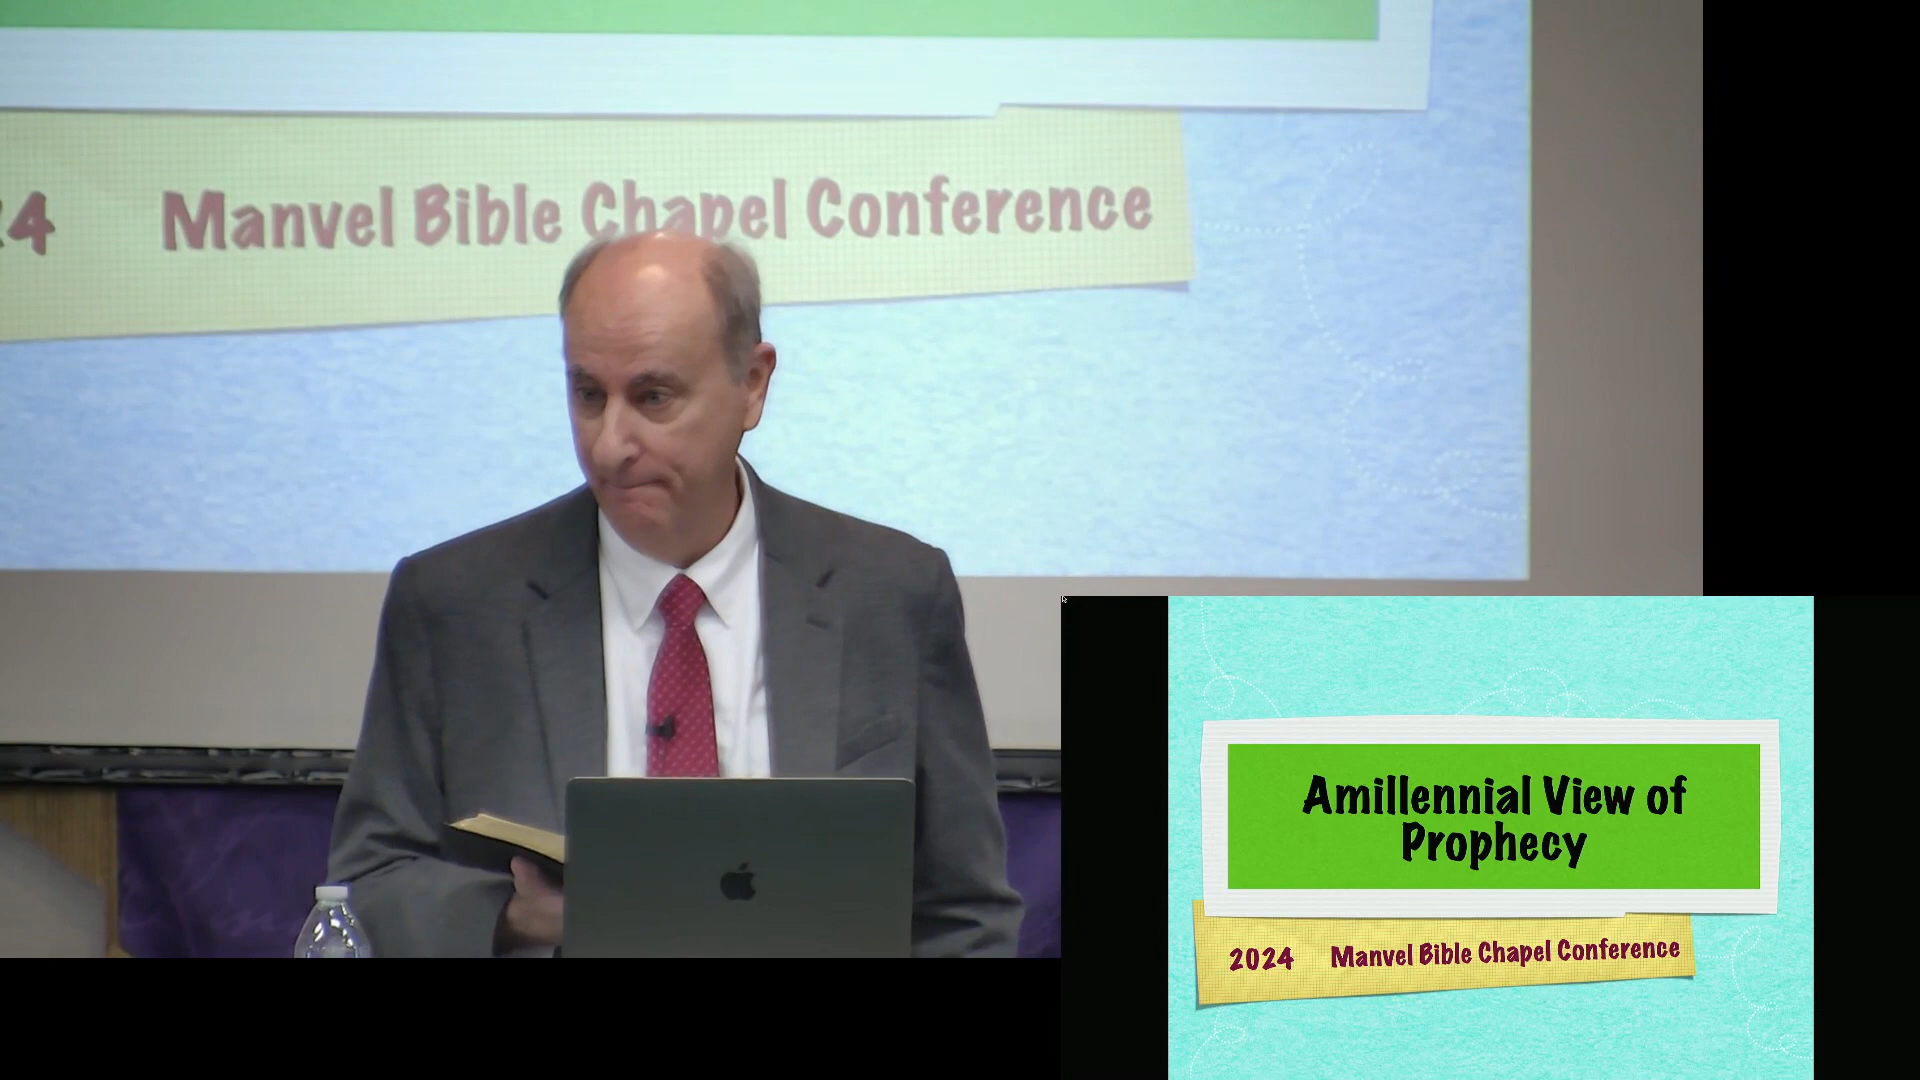 24 Manvel Bible Chapel Conference
Amillennial View of
Prophecy
2024 Manvel Bible Chapel Conference